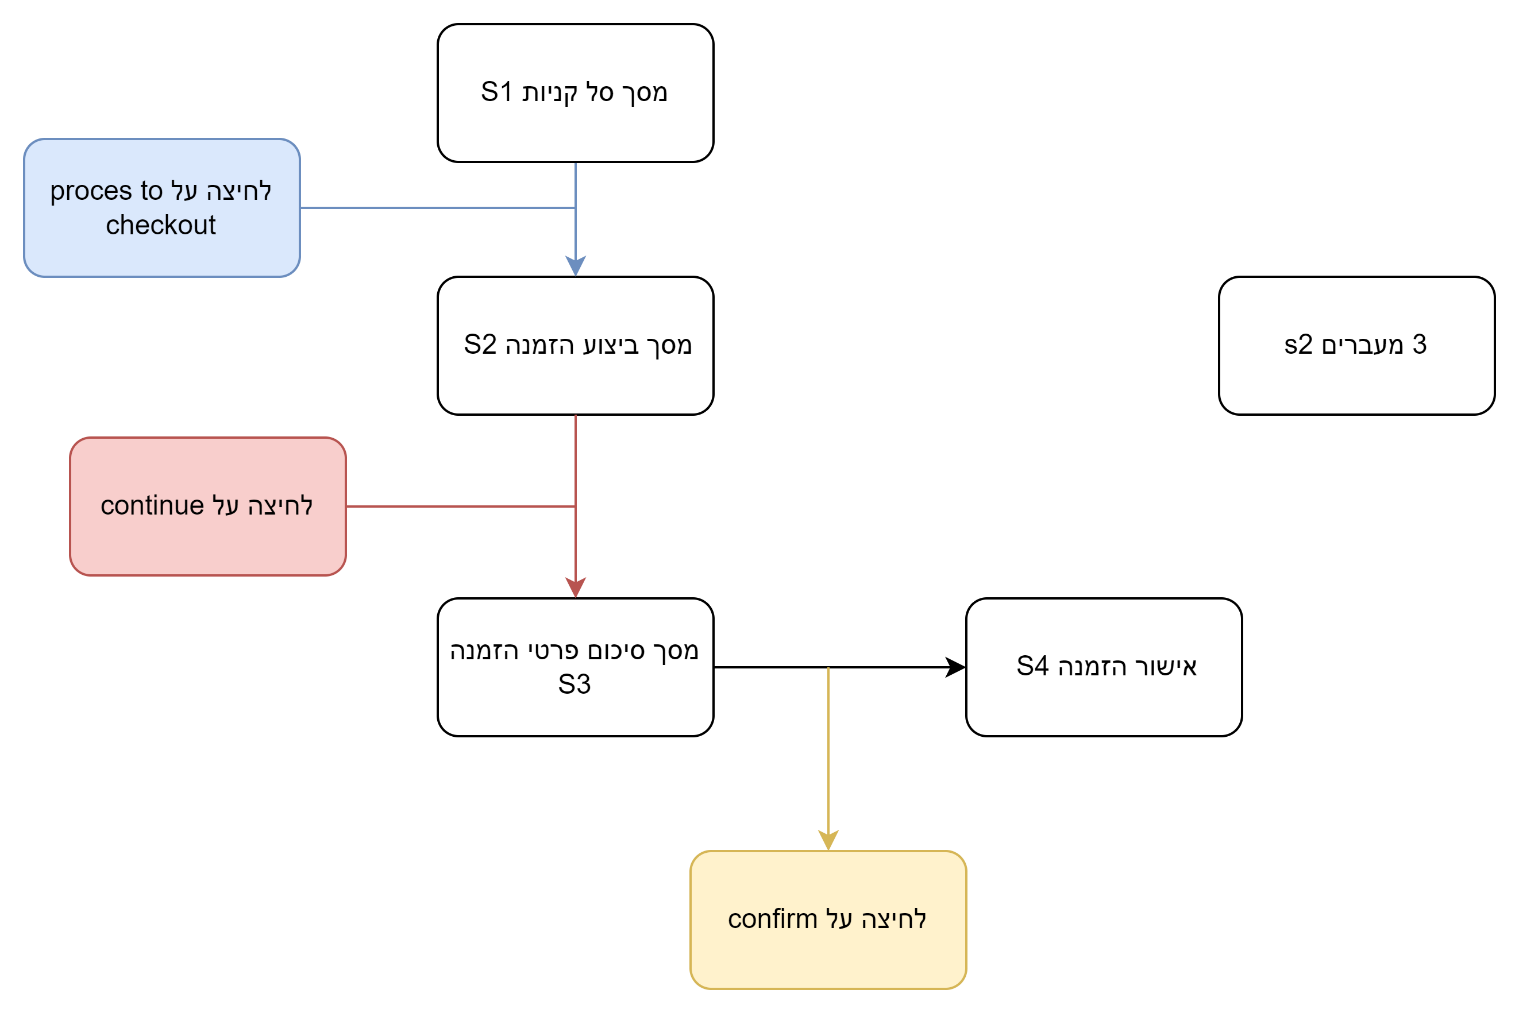 מסך סל קניות S1
לחיצה על proces to
checkout
מסך ביצוע הזמנה S2
3 מעברים s2
לחיצה על continue
מסך סיכום פרטי הזמנה
S3
אישור הזמנה S4
לחיצה על confirm